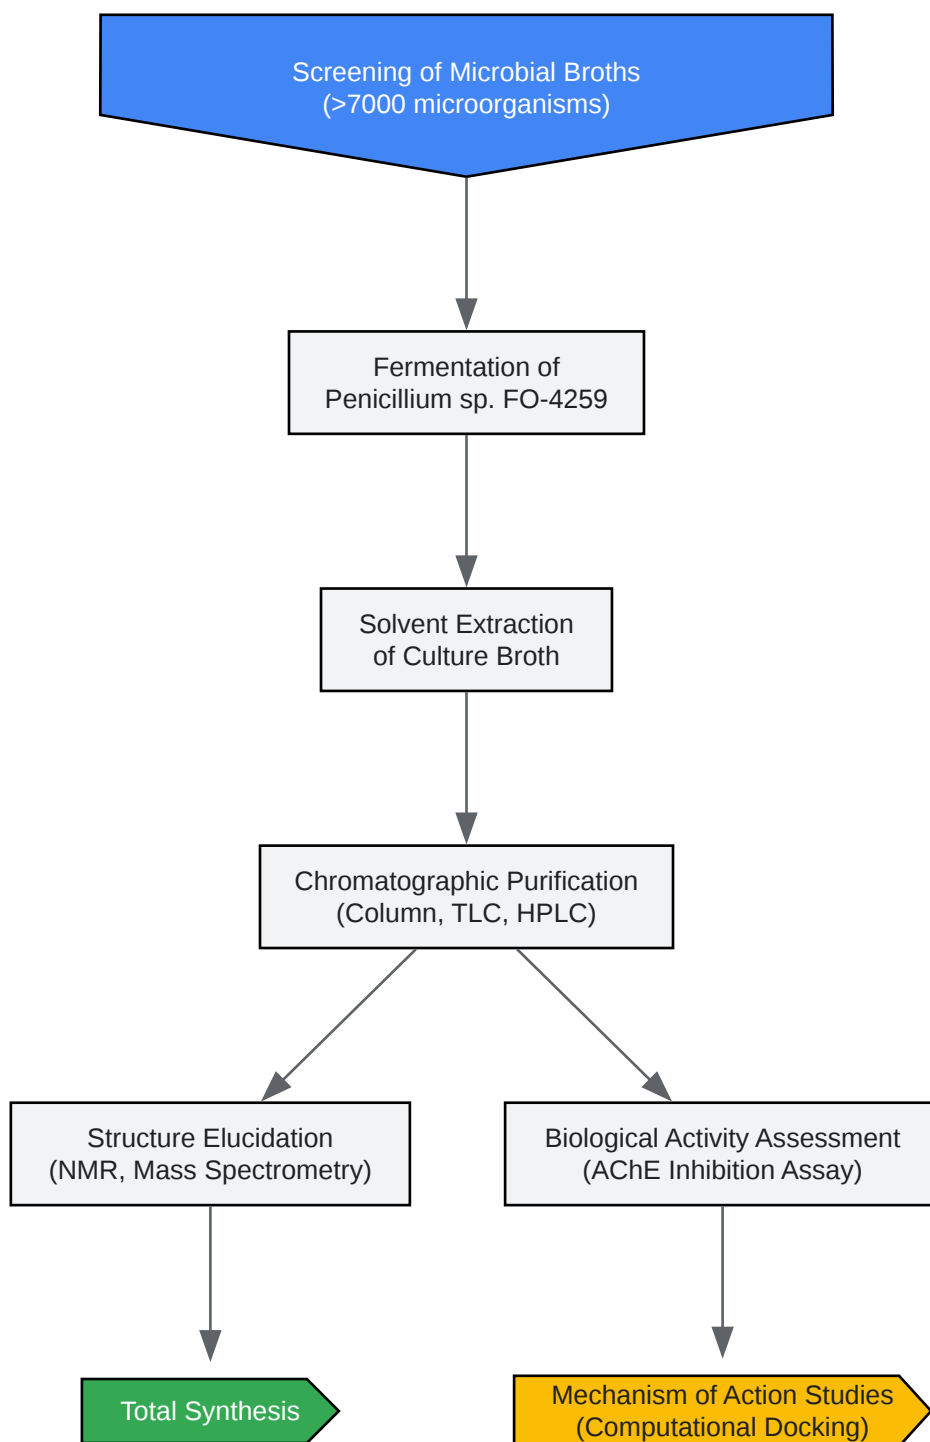 Screening of Microbial Broths
(>7000 microorganisms)
Fermentation of
Penicillium sp. FO-4259
Solvent Extraction
of Culture Broth
Chromatographic Purification
(Column, TLC, HPLC)
Structure Elucidation
(NMR, Mass Spectrometry)
Biological Activity Assessment
(AChE Inhibition Assay)
Total Synthesis
Mechanism of Action Studies
(Computational Docking)